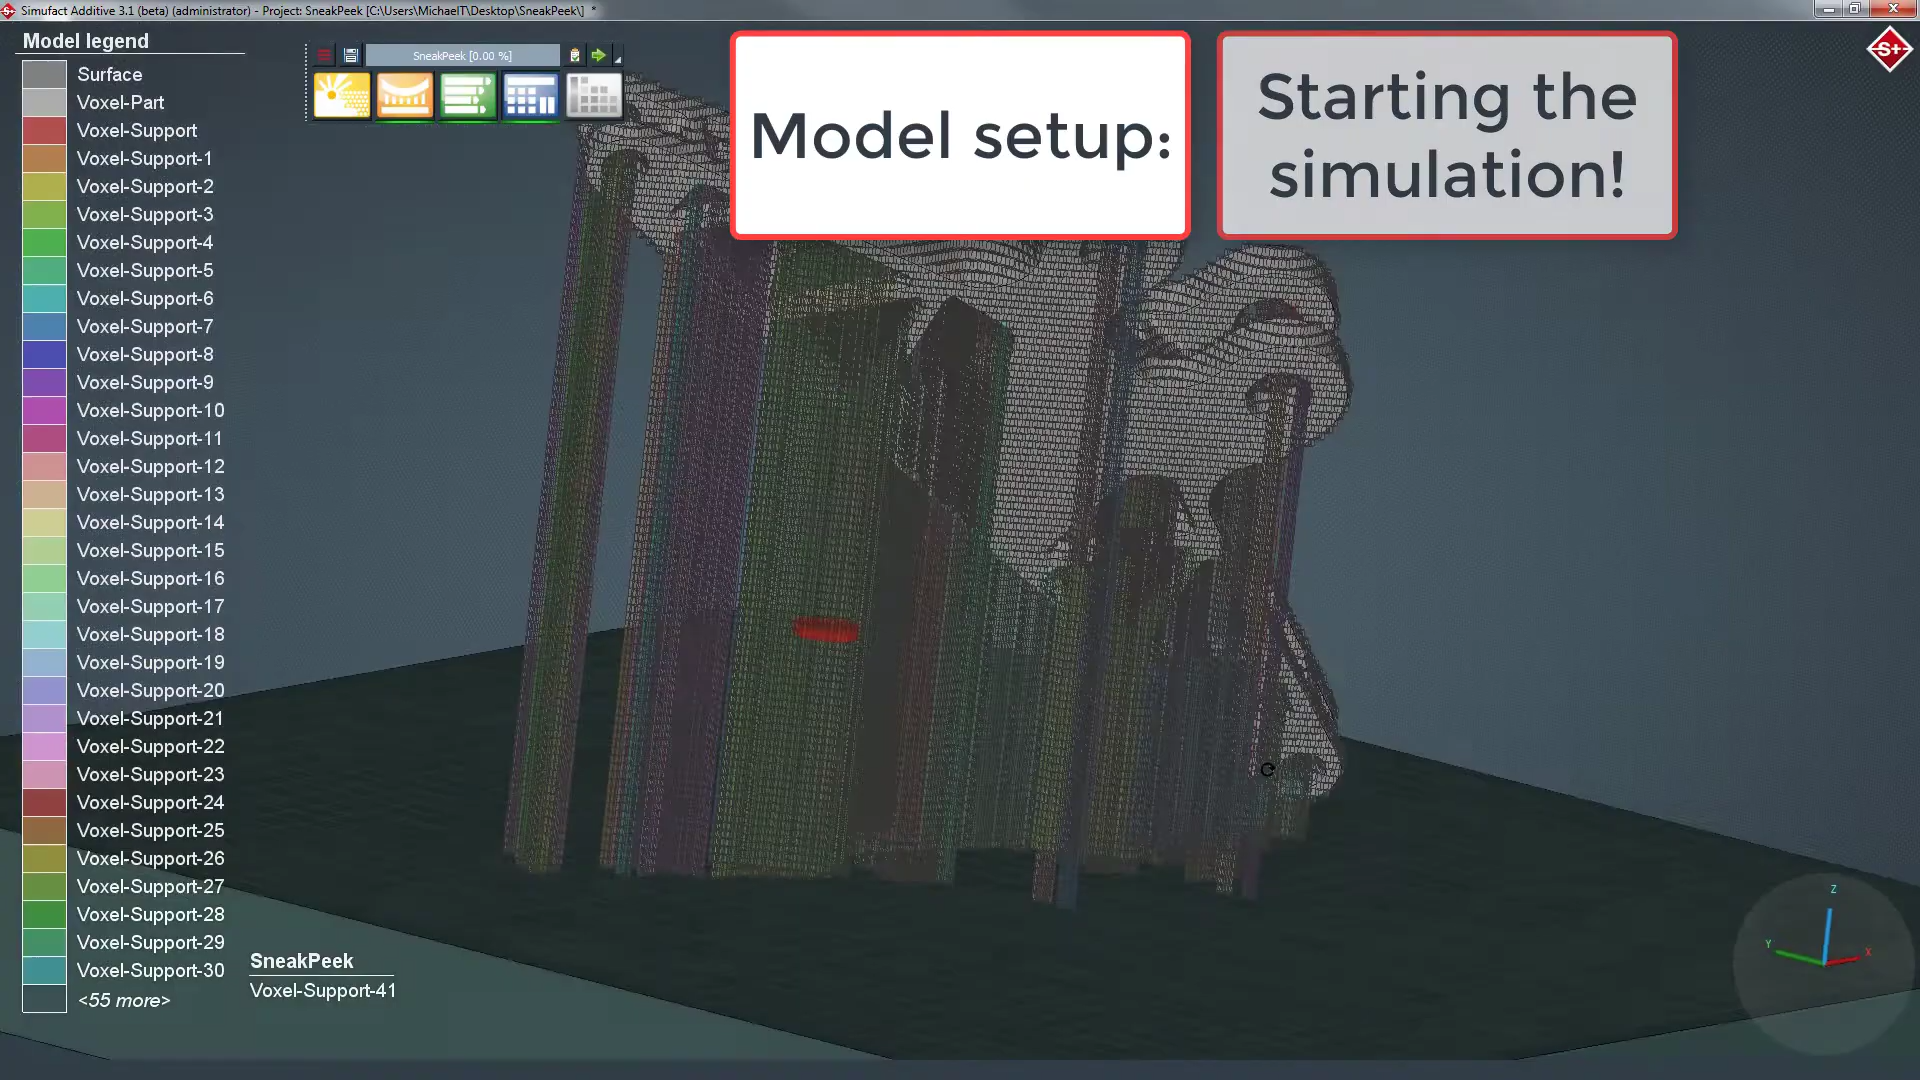 Simufact Additive 3.1 (beta) (administrator) - Project: SneakPeek [C:\Users\MichaelT\Desktop\SneakPeek\] *
Model legend
Surface
Voxel-Part
Voxel-Support
Voxel-Support-1
Voxel-Support-2
Voxel-Support-3
Voxel-Support-4
Voxel-Support-5
Voxel-Support-6
Voxel-Support-7
Voxel-Support-8
Voxel-Support-9
Voxel-Support-10
Voxel-Support-11
Voxel-Support-12
Voxel-Support-13
Voxel-Support-14
Voxel-Support-15
Voxel-Support-16
Voxel-Support-17
Voxel-Support-18
Voxel-Support-19
Voxel-Support-20
Voxel-Support-21
Voxel-Support-22
Voxel-Support-23
Voxel-Support-24
Voxel-Support-25
Voxel-Support-26
Voxel-Support-27
Voxel-Support-28
Voxel-Support-29
Voxel-Support-30
<55 more>
SneakPeek [0.00 %]
Model setup:
Starting the
simulation!
S+
SneakPeek
Voxel-Support-41
Z
Y
X